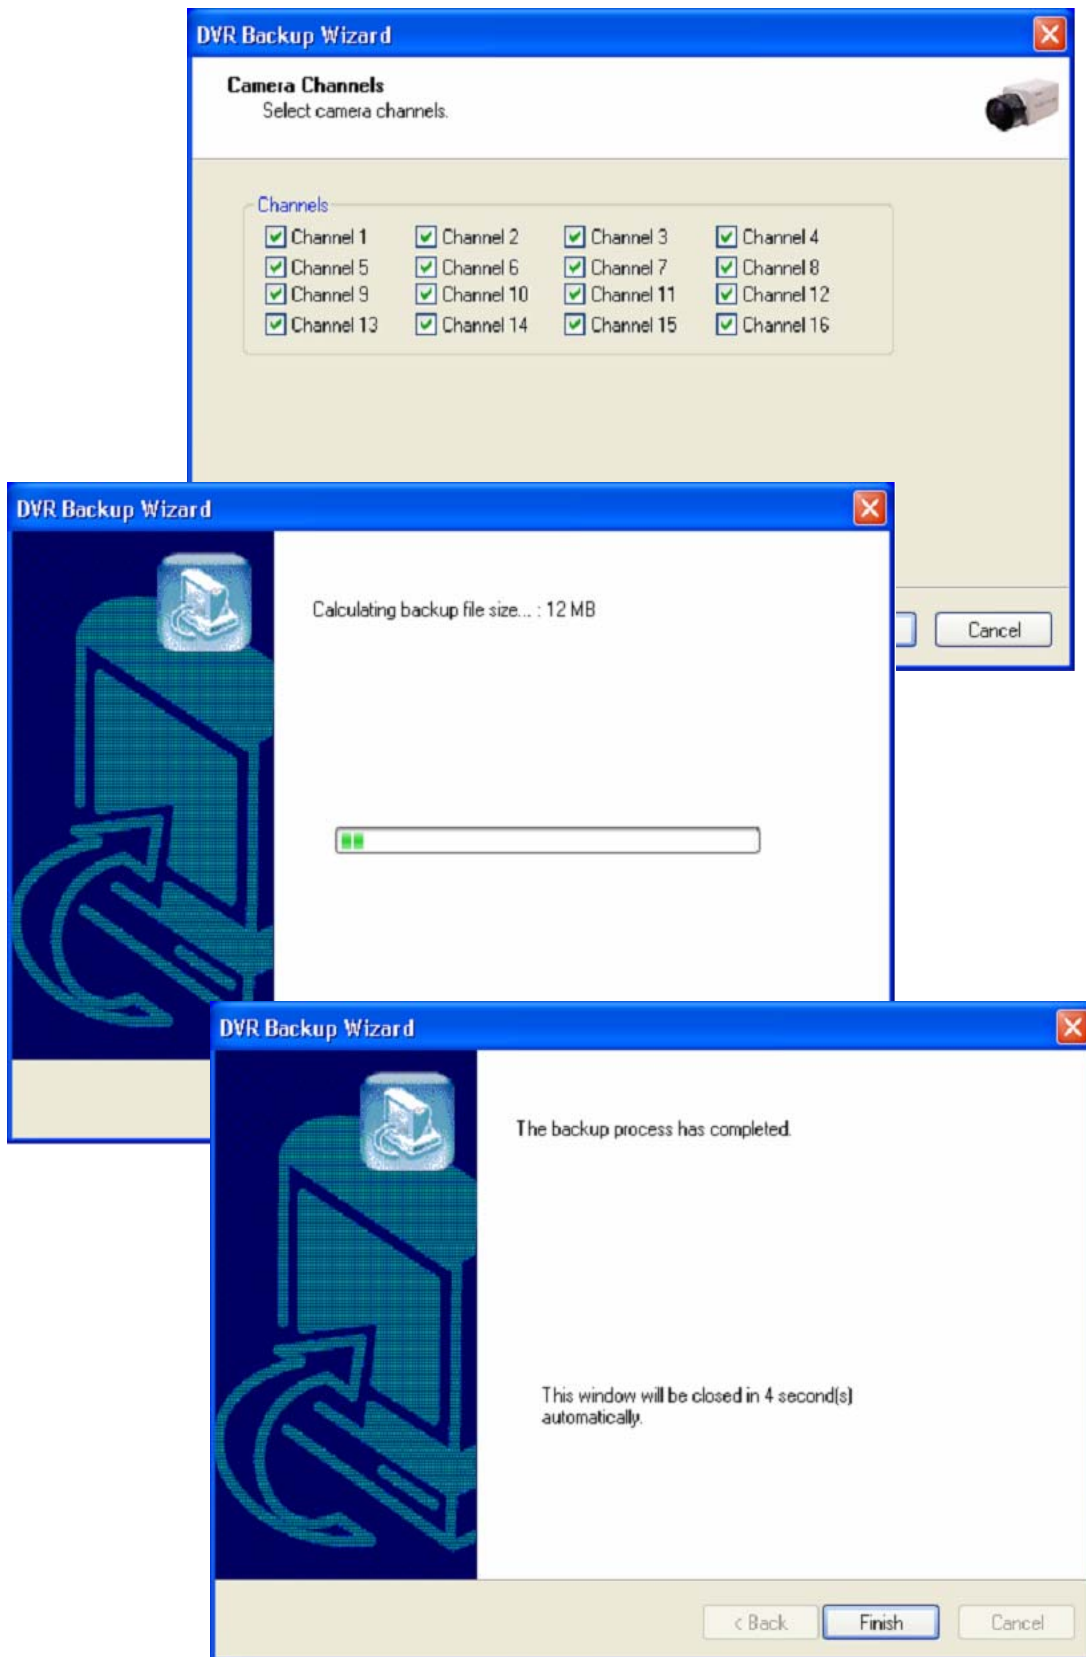 DVR Backup Wizard
Camera Channels
Select camera channels.
Channels
Channel 1 Channel 2 Channel 3 Channel 4
Channel 5 Channel 6 Channel 7 Channel 8
Channel 9 Channel 10 Channel 11 Channel 12
Channel 13 Channel 14 Channel 15 Channel 16
Cancel
DVR Backup Wizard
Calculating backup file size... : 12 MB
DVR Backup Wizard
The backup process has completed.
This window will be closed in 4 second(s)
automatically.
< Back Finish Cancel